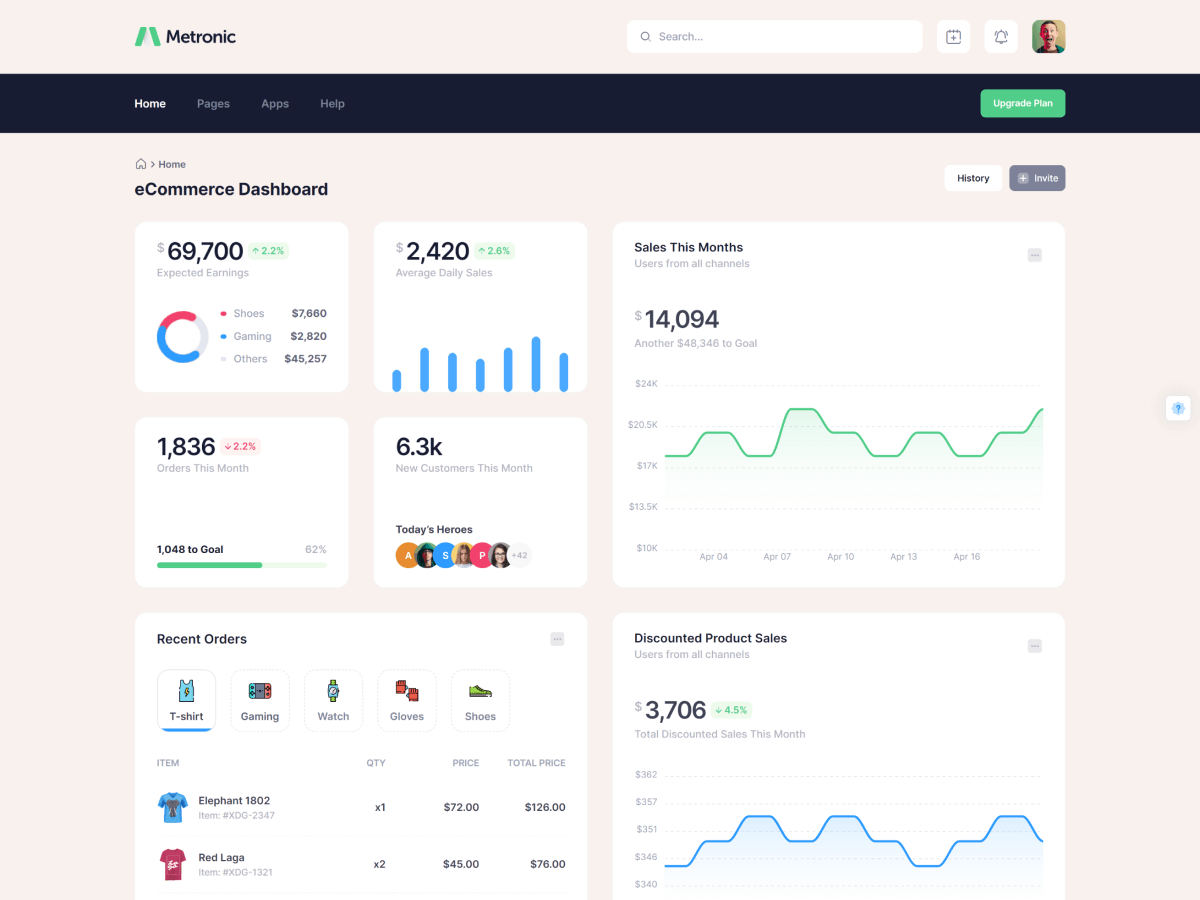 Metronic
Search...
Home Pages Apps Help
Upgrade Plan
Home
eCommerce Dashboard
History
Invite
$ 69,700 2.2%
Expected Earnings
Shoes $7,660
Gaming $2,820
Others $45,257
$ 2,420 2.6%
Average Daily Sales
Sales This Months
Users from all channels
$ 14,094
Another $48,346 to Goal
$24K
$20.5K
$17K
$13.5K
$10K
Apr 04 Apr 07 Apr 10 Apr 13 Apr 16
?
1,836 2.2%
Orders This Month
1,048 to Goal 62%
6.3k
New Customers This Month
Today's Heroes
A S P +42
Recent Orders
T-shirt Gaming Watch Gloves Shoes
ITEM QTY PRICE TOTAL PRICE
Elephant 1802 x1 $72.00 $126.00
Item: #XDG-2347
Red Laga x2 $45.00 $76.00
Item: #XDG-1321
Discounted Product Sales
Users from all channels
$ 3,706 4.5%
Total Discounted Sales This Month
$362
$357
$351
$346
$340